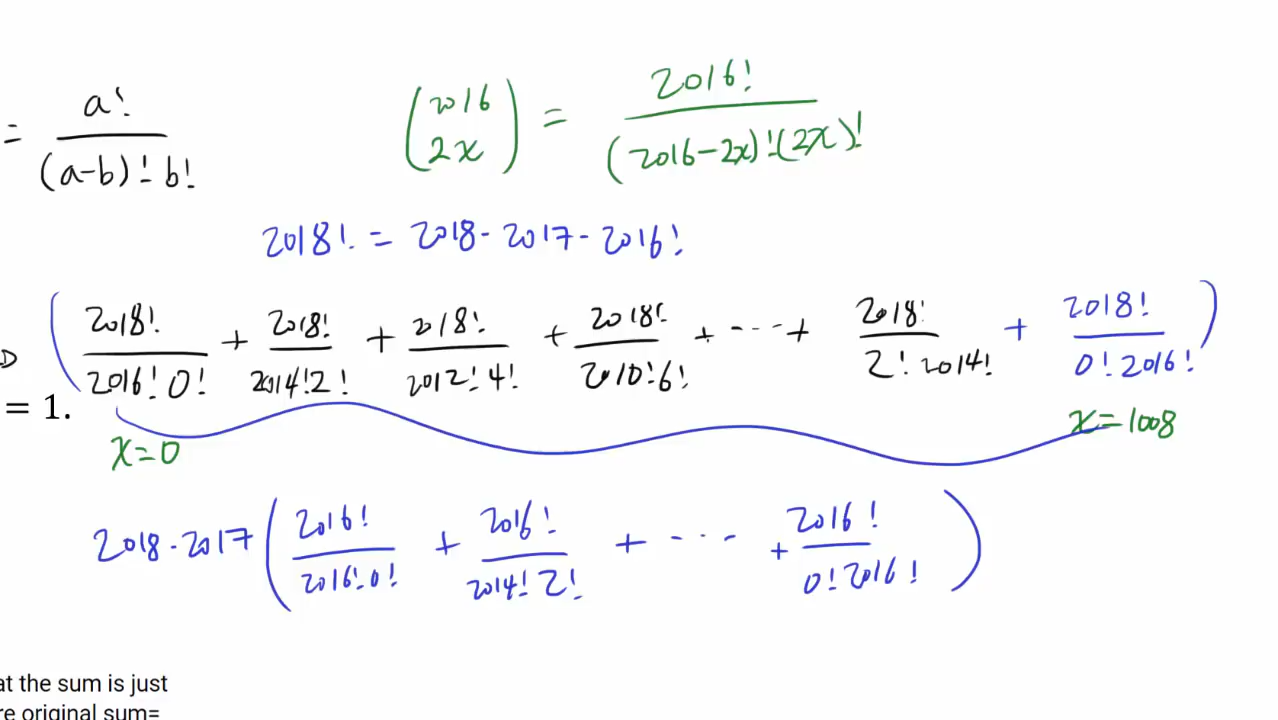 = a! / (a-b)! b!
(2016 2x) = 2016! / (2016-2x)! (2x)!
2018! = 2018 · 2017 · 2016!
( 2018! / 2016! 0! + 2018! / 2014! 2! + 2018! / 2012! 4! + 2018! / 2010! 6! + ··· + 2018! / 2! 2014! + 2018! / 0! 2016! )
= 1.
x=0 x=1008
2018 · 2017 ( 2016! / 2016! 0! + 2016! / 2014! 2! + ···· + 2016! / 0! 2016! )
at the sum is just
re original sum=